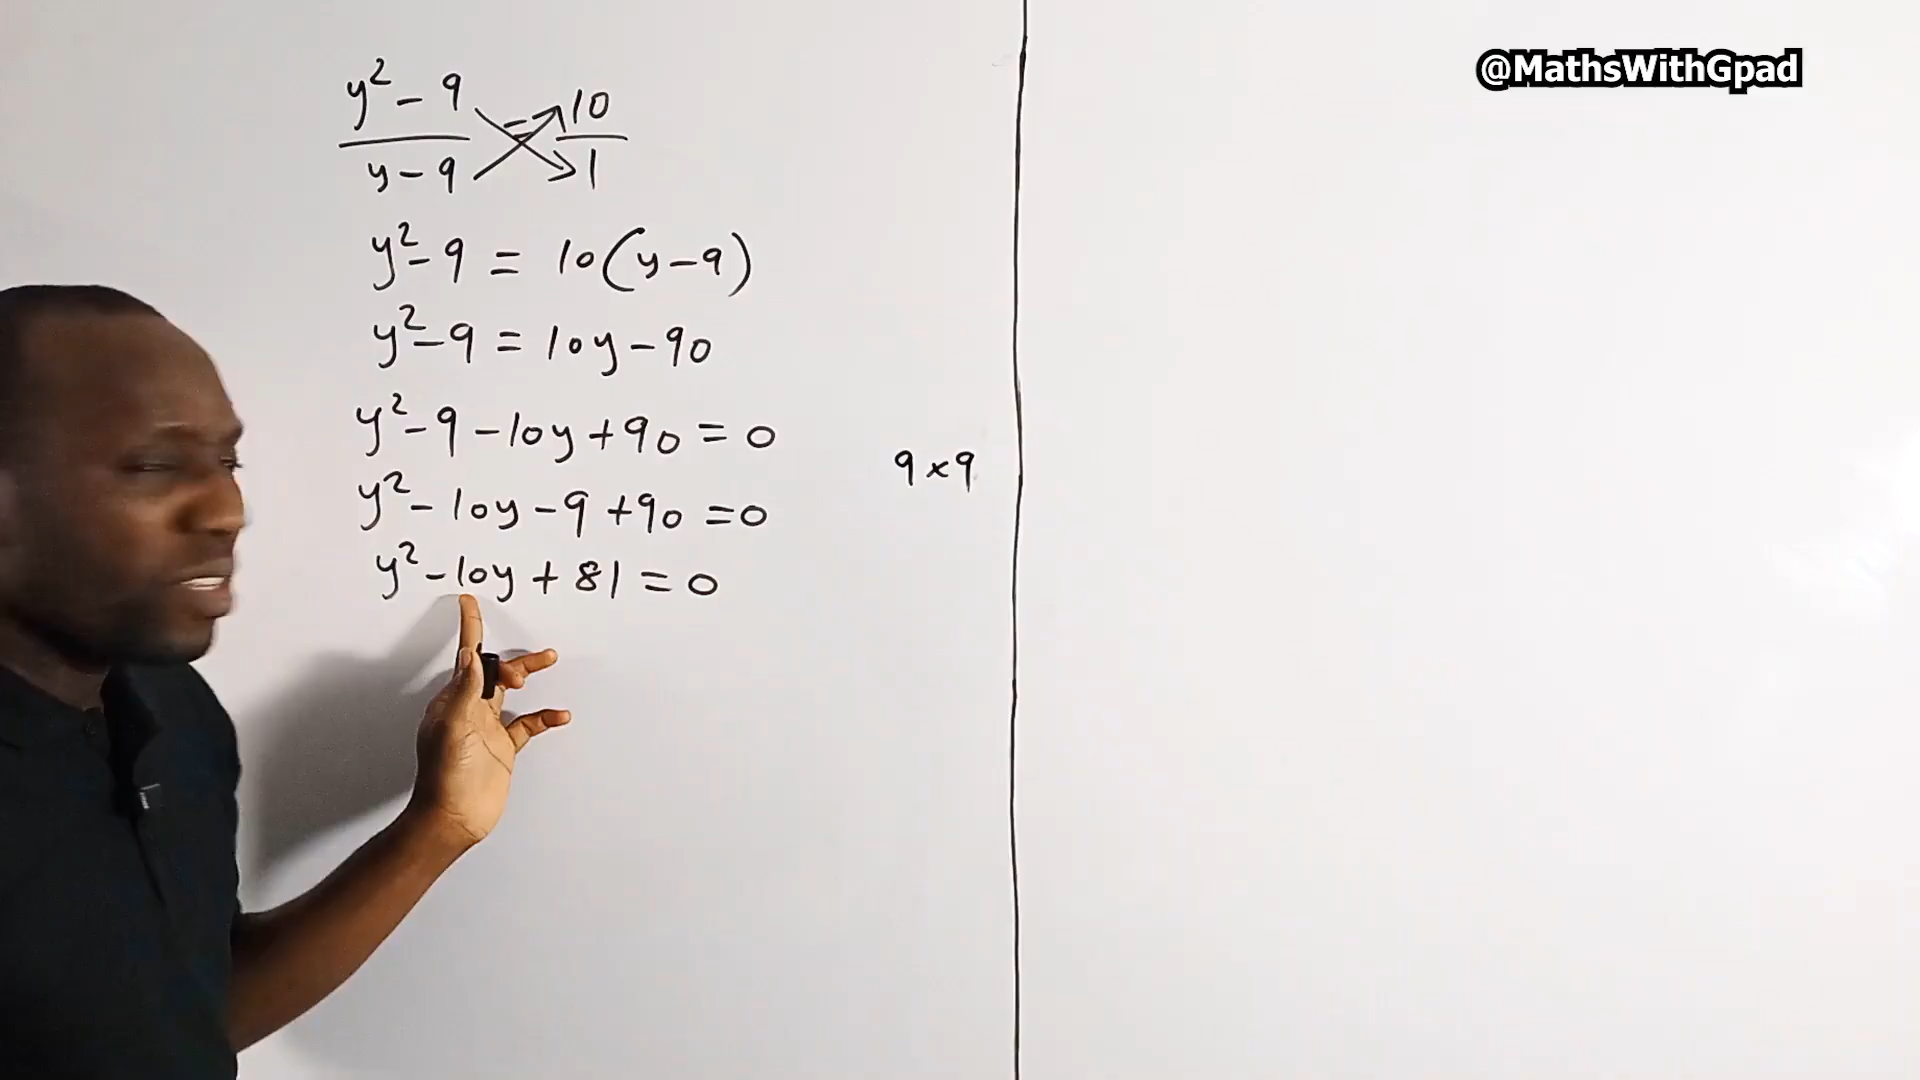 @MathsWithGpad
y² - 9 = 10
y - 9   1
y² - 9 = 10(y - 9)
y² - 9 = 10y - 90
y² - 9 - 10y + 90 = 0
9 × 9
y² - 10y - 9 + 90 = 0
y² - 10y + 81 = 0